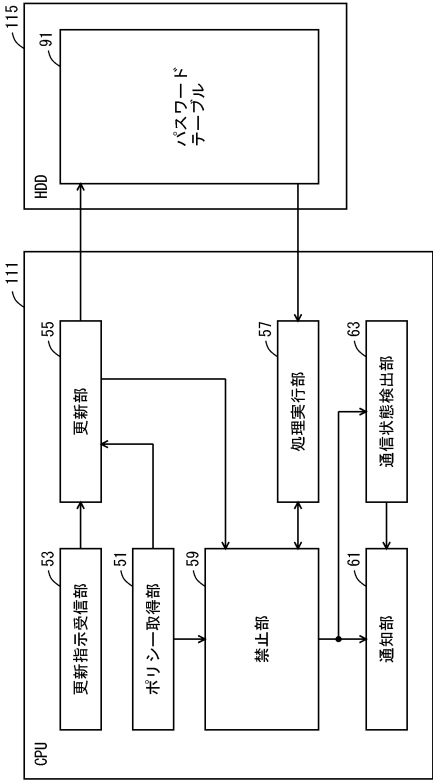 CPU
111
更新指示受信部
53
更新部
55
ポリシー取得部
51
禁止部
59
処理実行部
57
通知部
61
通信状態検出部
63
HDD
115
パスワード
テーブル
91